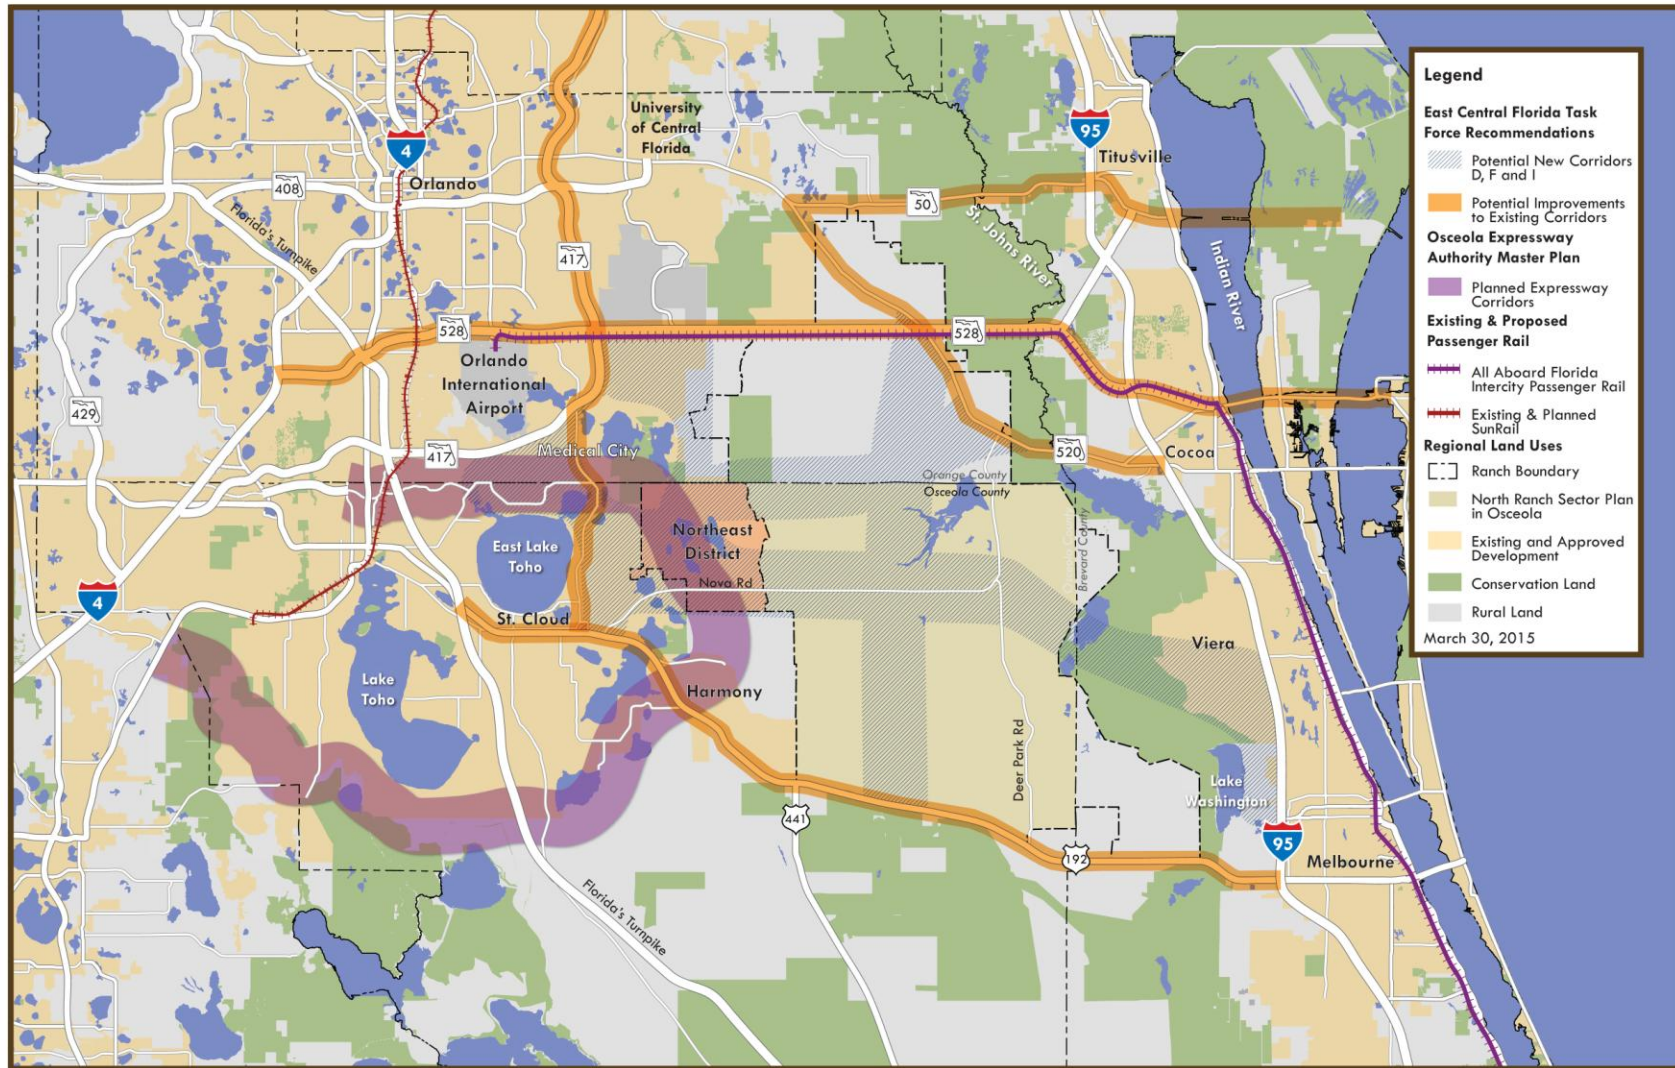 University
of Central
Florida
95
Titusville
4
Orlando
408
Florida's Turnpike
50
St. Johns River
Indian River
417
528
528
Orlando
International
Airport
429
417
Medical City
520
Cocoa
Orange County
Osceola County
Brevard County
Northeast
District
East Lake
Toho
Nova Rd
4
St. Cloud
Viera
Lake
Toho
Harmony
Deer Park Rd
Lake
Washington
441
95
192
Melbourne
Florida's Turnpike
Legend
East Central Florida Task
Force Recommendations
Potential New Corridors
D, F and I
Potential Improvements
to Existing Corridors
Osceola Expressway
Authority Master Plan
Planned Expressway
Corridors
Existing & Proposed
Passenger Rail
All Aboard Florida
Intercity Passenger Rail
Existing & Planned
SunRail
Regional Land Uses
Ranch Boundary
North Ranch Sector Plan
in Osceola
Existing and Approved
Development
Conservation Land
Rural Land
March 30, 2015